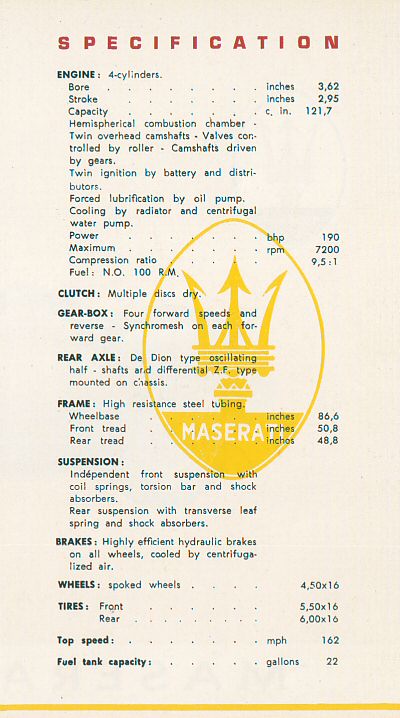 SPECIFICATION
ENGINE: 4-cylinders.
Bore . . . . . . . inches 3,62
Stroke . . . . . . . inches 2,95
Capacity . . . . . . c. in. 121,7
Hemispherical combustion chamber -
Twin overhead camshafts - Valves con-
trolled by roller - Camshafts driven
by gears.
Twin ignition by battery and distri-
butors.
Forced lubrification by oil pump.
Cooling by radiator and centrifugal
water pump.
Power . . . . . . . bhp 190
Maximum . . . . . . rpm 7200
Compression ratio . . . . . 9,5:1
Fuel: N.O. 100 R.M.
CLUTCH: Multiple discs dry.
GEAR-BOX: Four forward speeds and
reverse - Synchromesh on each for-
ward gear.
REAR AXLE: De Dion type oscillating
half - shafts and differential Z.F. type
mounted on chassis.
FRAME: High resistance steel tubing.
Wheelbase . . . . . inches 86,6
Front tread . . . . . inches 50,8
Rear tread . . . . . inchos 48,8
MASERATI
SUSPENSION:
Indépendent front suspension with
coil springs, torsion bar and shock
absorbers.
Rear suspension with transverse leaf
spring and shock absorbers.
BRAKES: Highly efficient hydraulic brakes
on all wheels, cooled by centrifuga-
lized air.
WHEELS: spoked wheels . . . . 4,50x16
TIRES: Front . . . . . . 5,50x16
Rear . . . . . . . . 6,00x16
Top speed: . . . . . . . mph 162
Fuel tank capacity: . . . . . gallons 22